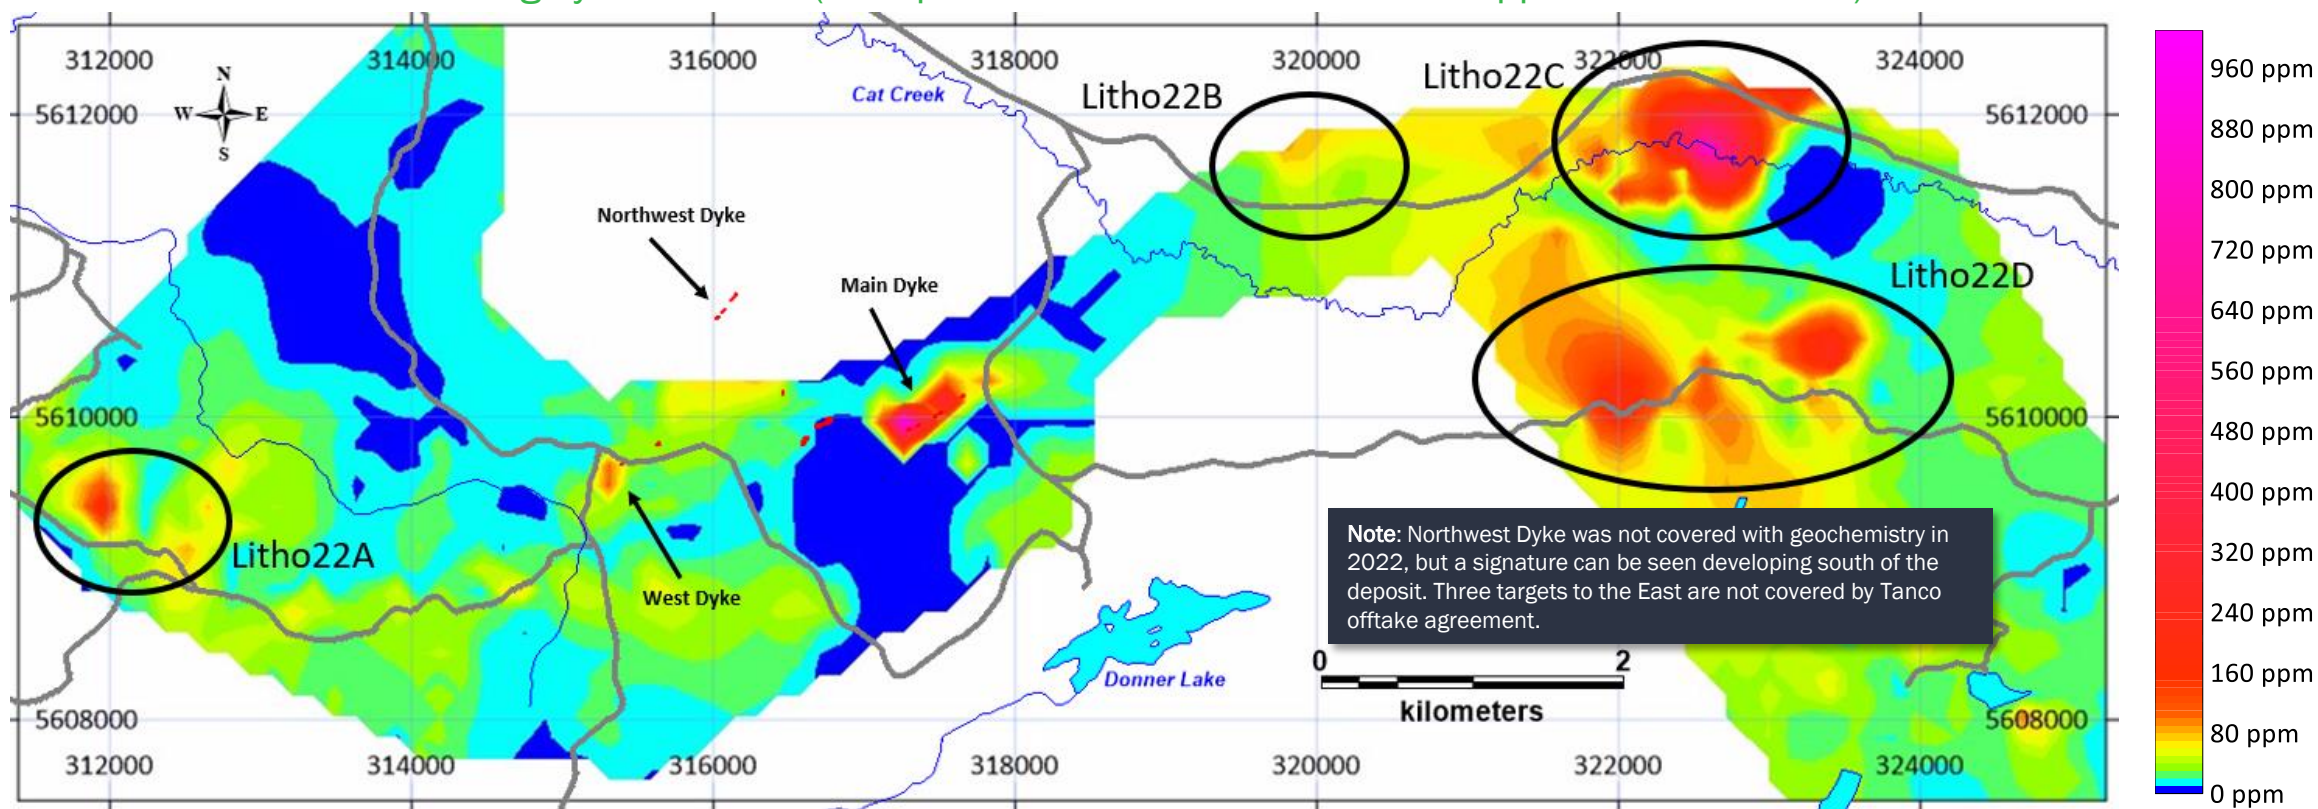 312000 314000 316000 318000 320000 322000 324000
N
W E
S
Cat Creek
Litho22B
Litho22C
5612000
5612000
Northwest Dyke
Main Dyke
Litho22D
5610000
5610000
Litho22A
West Dyke
Note: Northwest Dyke was not covered with geochemistry in
2022, but a signature can be seen developing south of the
deposit. Three targets to the East are not covered by Tanco
offtake agreement.
Donner Lake
0 2
kilometers
5608000
5608000
312000 314000 316000 318000 320000 322000 324000
960 ppm
880 ppm
800 ppm
720 ppm
640 ppm
560 ppm
480 ppm
400 ppm
320 ppm
240 ppm
160 ppm
80 ppm
0 ppm